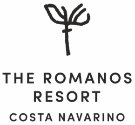 THE ROMANOS
RESORT
COSTA NAVARINO